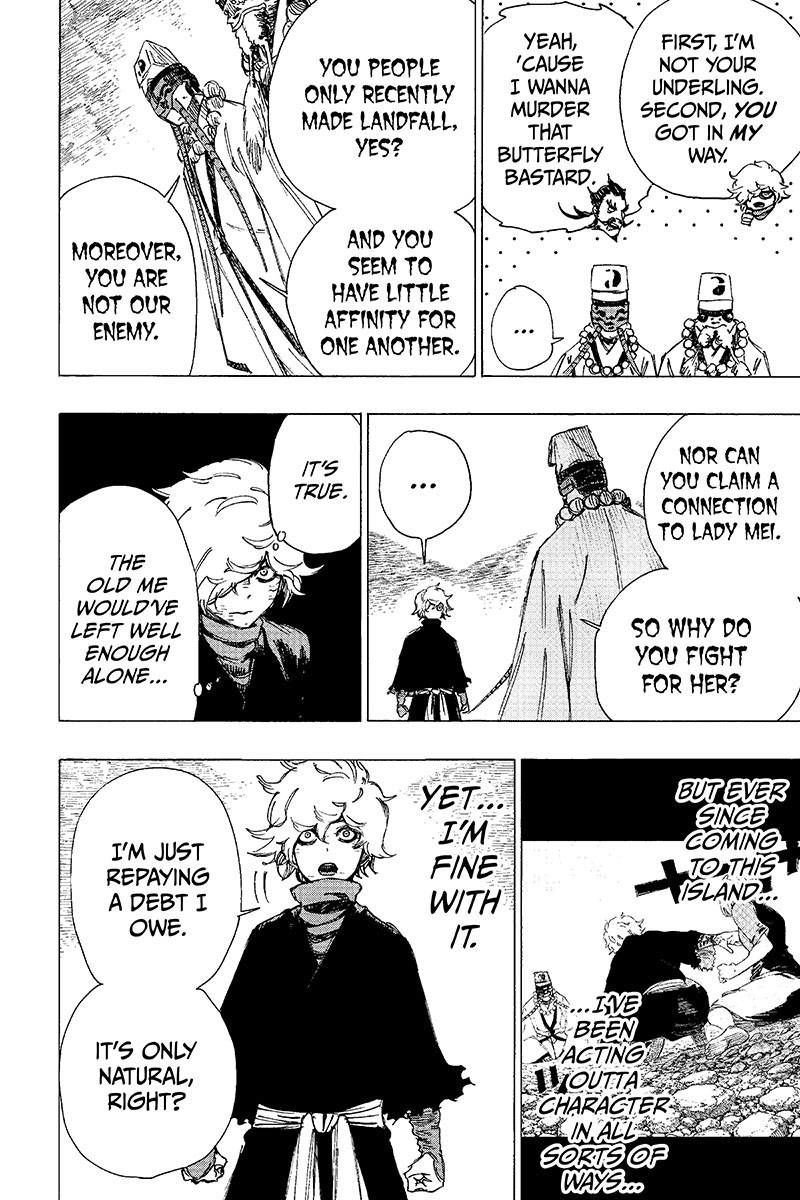 FIRST, I'M
NOT YOUR
UNDERLING.
SECOND, YOU
GOT IN MY
WAY.
YEAH,
'CAUSE
I WANNA
MURDER
THAT
BUTTERFLY
BASTARD.
...
YOU PEOPLE
ONLY RECENTLY
MADE LANDFALL,
YES?
AND YOU
SEEM TO
HAVE LITTLE
AFFINITY FOR
ONE ANOTHER.
MOREOVER,
YOU ARE
NOT OUR
ENEMY.
NOR CAN
YOU CLAIM A
CONNECTION
TO LADY MEI.
SO WHY DO
YOU FIGHT
FOR HER?
...
IT'S
TRUE.
THE
OLD ME
WOULD'VE
LEFT WELL
ENOUGH
ALONE...
BUT EVER
SINCE
COMING
TO THIS
ISLAND...
...I'VE
BEEN
ACTING
OUTTA
CHARACTER
IN ALL
SORTS OF
WAYS...
YET...
I'M
FINE
WITH
IT.
I'M JUST
REPAYING
A DEBT I
OWE.
IT'S ONLY
NATURAL,
RIGHT?